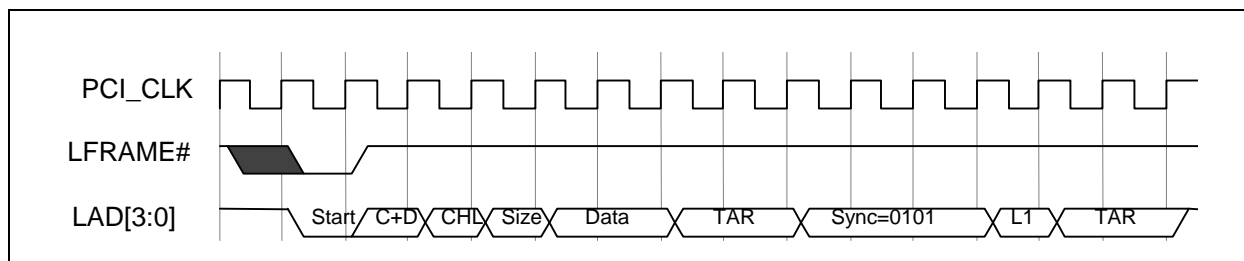 PCI_CLK
LFRAME#
LAD[3:0] Start C+D CHL Size Data TAR Sync=0101 L1 TAR